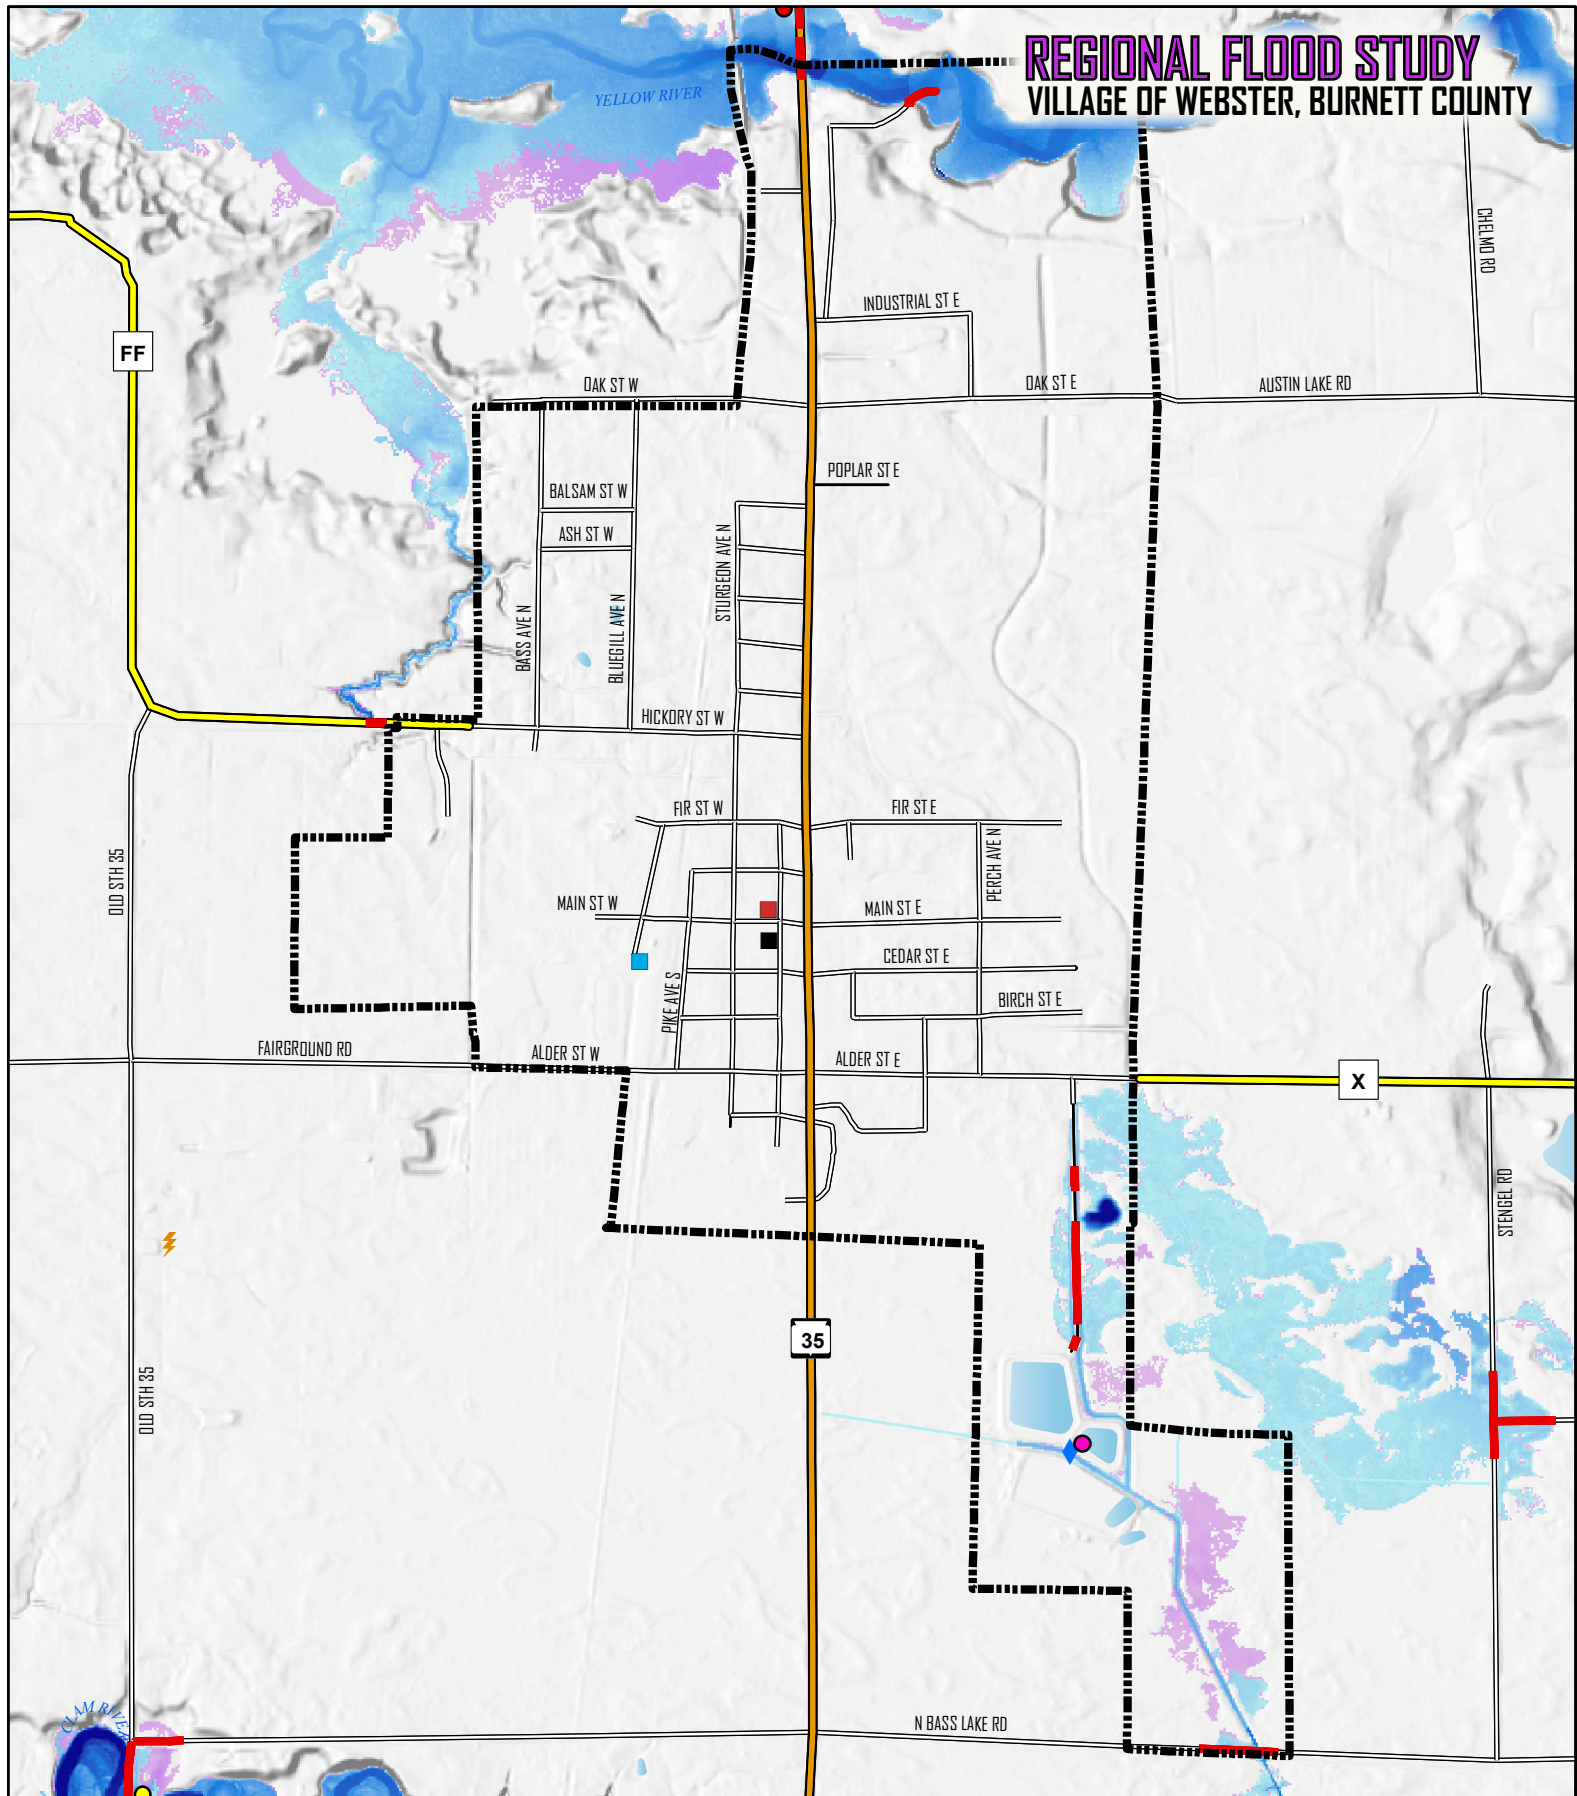 REGIONAL FLOOD STUDY
VILLAGE OF WEBSTER, BURNETT COUNTY
YELLOW RIVER
CHELMO RD
INDUSTRIAL ST E
FF
OAK ST W
OAK ST E
AUSTIN LAKE RD
POPLAR ST E
BALSAM ST W
ASH ST W
STURGEON AVE N
BASS AVE N
BLUEGILL AVE N
HICKORY ST W
FIR ST W
FIR ST E
PERCH AVE N
OLD STH 35
MAIN ST W
MAIN ST E
CEDAR ST E
PIKE AVE S
BIRCH ST E
FAIRGROUND RD
ALDER ST W
ALDER ST E
X
STENGEL RD
35
OLD STH 35
CLAM RIVER
N BASS LAKE RD